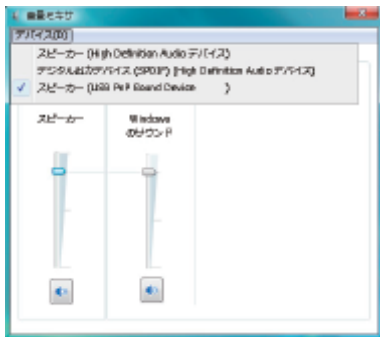 音量ミキサ
デバイス(D)
スピーカー (High Definition Audio デバイス)
デジタル出力デバイス (SPDIF) (High Definition Audio デバイス)
スピーカー (USB PnP Sound Device )
スピーカー
Windows
のサウンド